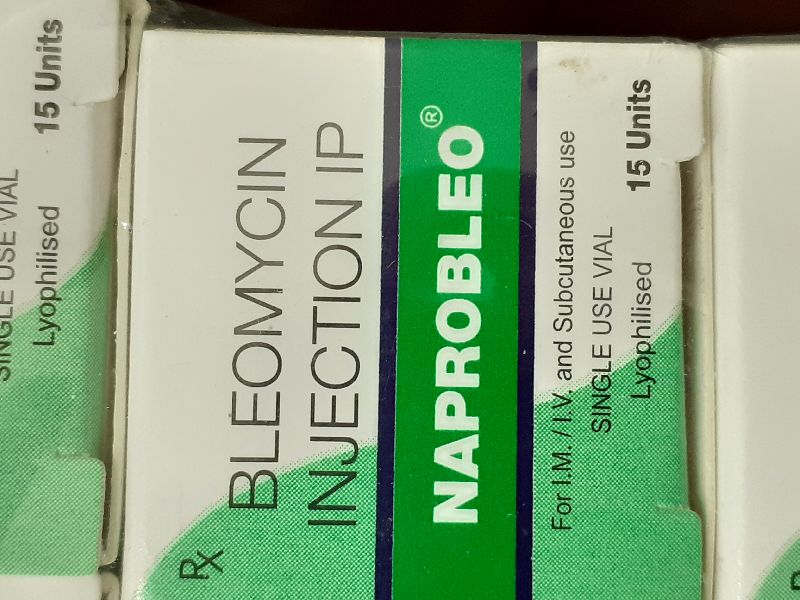 15 Units
SINGLE USE VIAL
Lyophilised
Rx
BLEOMYCIN
INJECTION IP
NAPROBLEO®
For I.M. / I.V. and Subcutaneous use
SINGLE USE VIAL
Lyophilised
15 Units